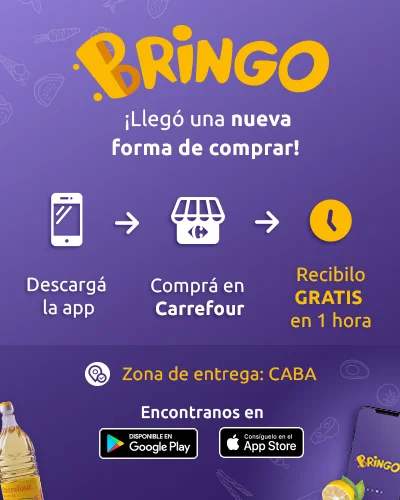 BRINGO
¡Llegó una nueva
forma de comprar!
Descargá
la app
Comprá en
Carrefour
Recibilo
GRATIS
en 1 hora
Zona de entrega: CABA
Encontranos en
DISPONIBLE EN
Google Play
Consíguelo en el
App Store
Carrefour
BRINGO